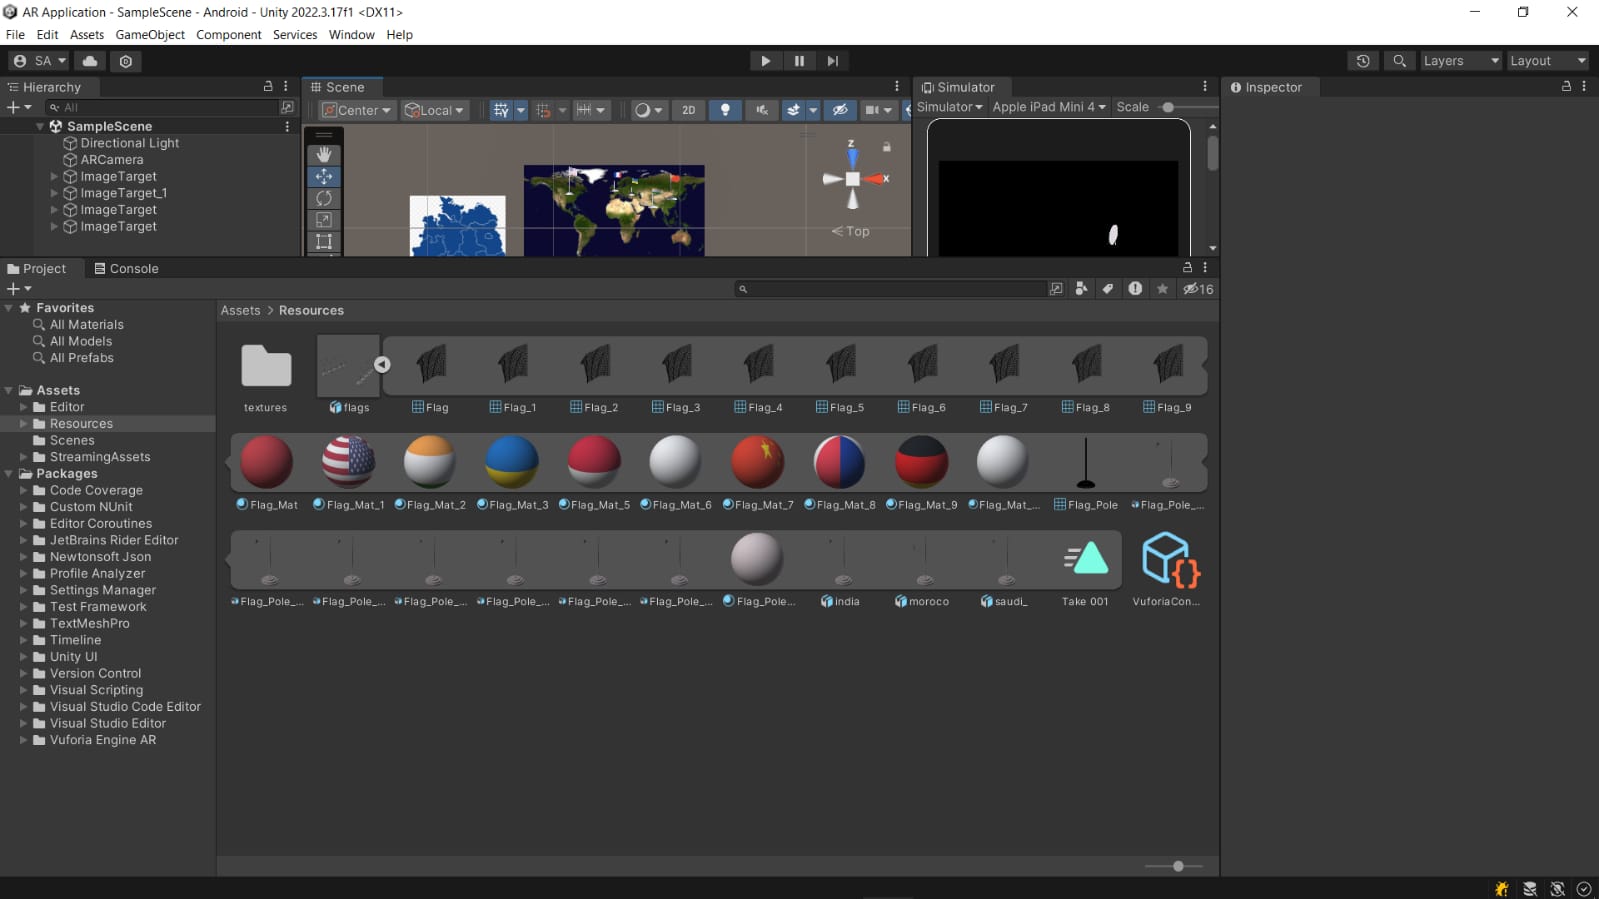 AR Application - SampleScene - Android - Unity 2022.3.17f1 <DX11>
File Edit Assets GameObject Component Services Window Help
SA
Layers
Layout
Hierarchy
Scene
Simulator
Inspector
All
Center
Local
2D
Simulator
Apple iPad Mini 4
Scale
SampleScene
Directional Light
ARCamera
ImageTarget
ImageTarget_1
ImageTarget
ImageTarget
z
x
Top
Project
Console
16
Favorites
All Materials
All Models
All Prefabs
Assets
Editor
Resources
Scenes
StreamingAssets
Packages
Code Coverage
Custom NUnit
Editor Coroutines
JetBrains Rider Editor
Newtonsoft Json
Profile Analyzer
Settings Manager
Test Framework
TextMeshPro
Timeline
Unity UI
Version Control
Visual Scripting
Visual Studio Code Editor
Visual Studio Editor
Vuforia Engine AR
Assets > Resources
textures flags Flag Flag_1 Flag_2 Flag_3 Flag_4 Flag_5 Flag_6 Flag_7 Flag_8 Flag_9
Flag_Mat Flag_Mat_1 Flag_Mat_2 Flag_Mat_3 Flag_Mat_5 Flag_Mat_6 Flag_Mat_7 Flag_Mat_8 Flag_Mat_9 Flag_Mat_... Flag_Pole Flag_Pole_...
Flag_Pole_... Flag_Pole_... Flag_Pole_... Flag_Pole_... Flag_Pole_... Flag_Pole_... Flag_Pole... india moroco saudi_ Take 001 VuforiaCon...